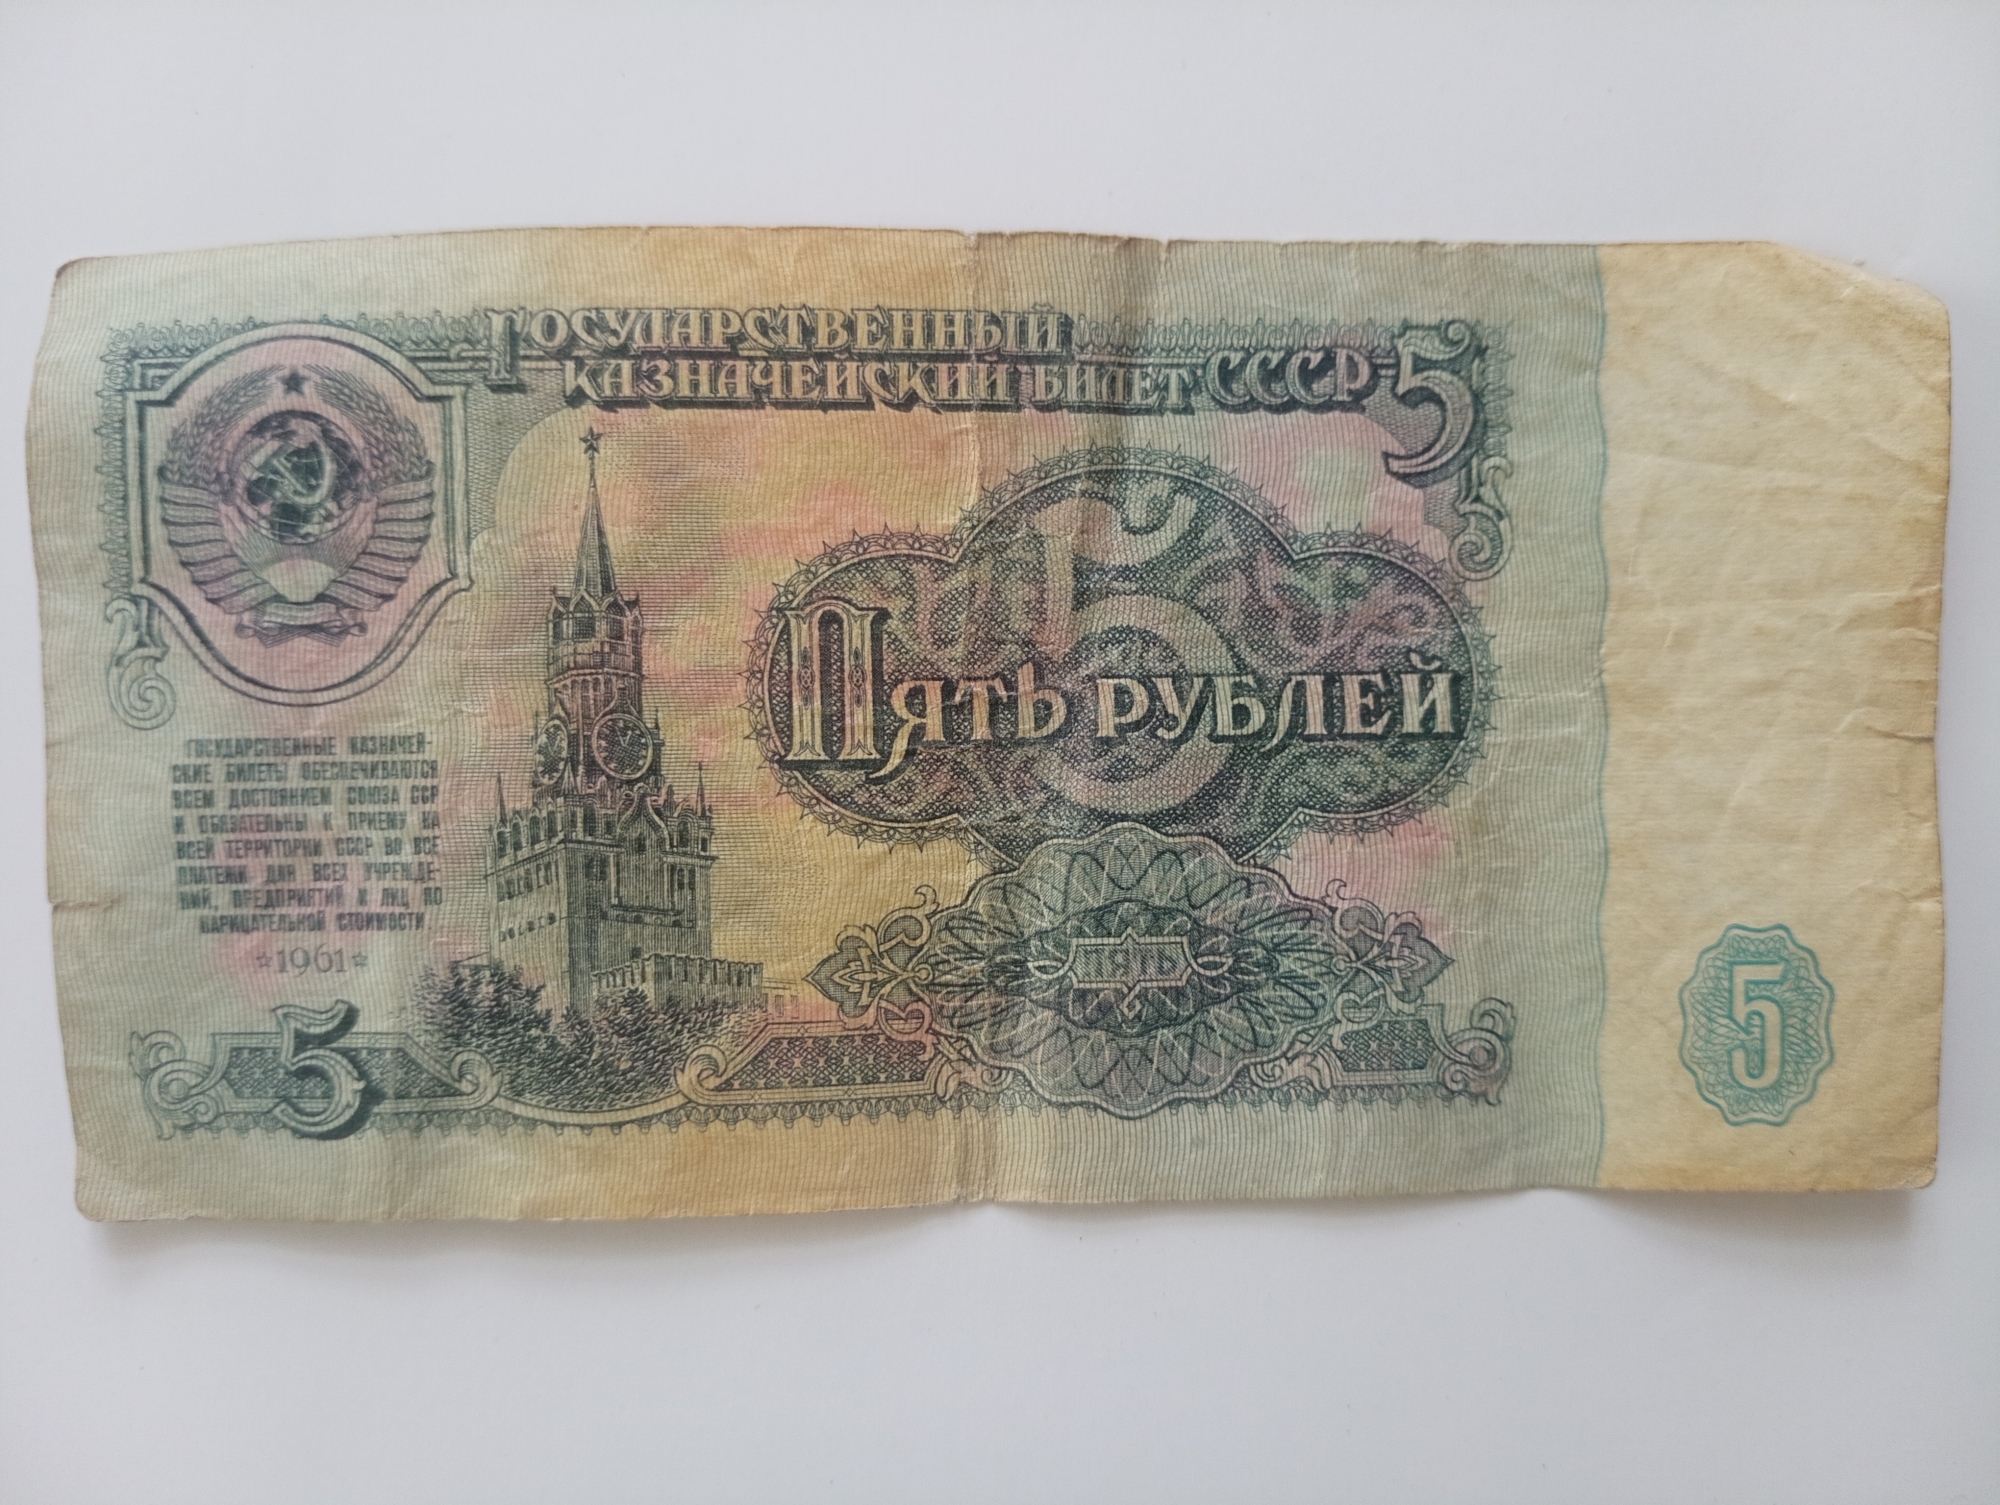 ГОСУДАРСТВЕННЫЙ
КАЗНАЧЕЙСКИЙ БИЛЕТ СССР 5
5
ПЯТЬ РУБЛЕЙ
ГОСУДАРСТВЕННЫЕ КАЗНАЧЕЙ-
СКИЕ БИЛЕТЫ ОБЕСПЕЧИВАЮТСЯ
ВСЕМ ДОСТОЯНИЕМ СОЮЗА ССР
И ОБЯЗАТЕЛЬНЫ К ПРИЕМУ НА
ВСЕЙ ТЕРРИТОРИИ СССР ВО ВСЕ
ПЛАТЕЖИ ДЛЯ ВСЕХ УЧРЕЖДЕ-
НИЙ, ПРЕДПРИЯТИЙ И ЛИЦ ПО
НАРИЦАТЕЛЬНОЙ СТОИМОСТИ.
☆1961☆
ПЯТЬ
5
5